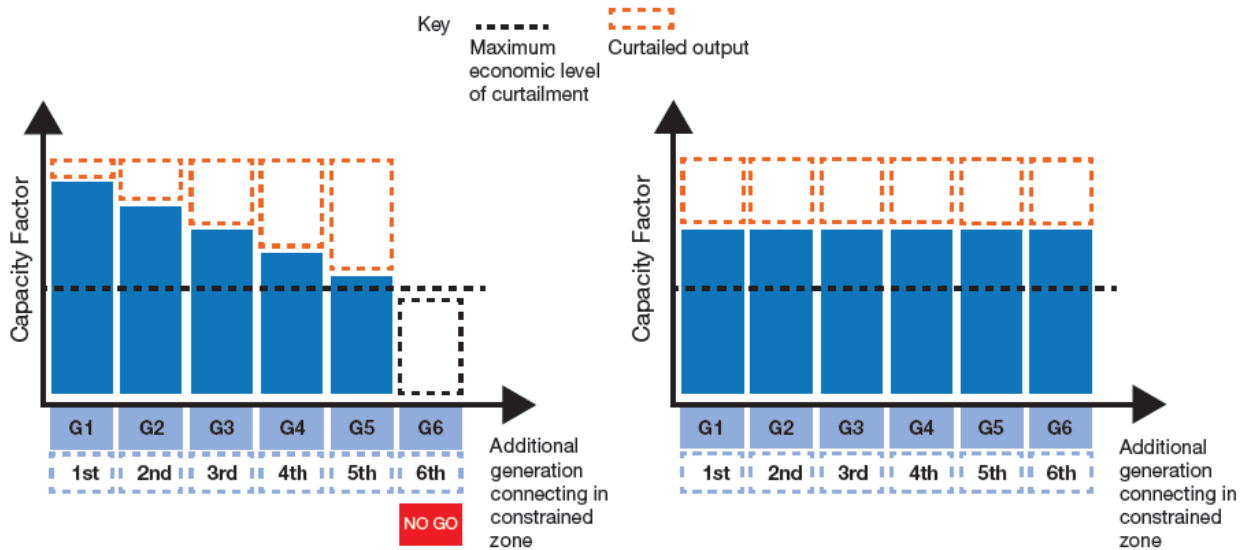 Key
Maximum
economic level
of curtailment
Curtailed output
Capacity Factor
G1 G2 G3 G4 G5 G6
1st 2nd 3rd 4th 5th 6th
NO GO
Additional
generation
connecting in
constrained
zone
Capacity Factor
G1 G2 G3 G4 G5 G6
1st 2nd 3rd 4th 5th 6th
Additional
generation
connecting in
constrained
zone